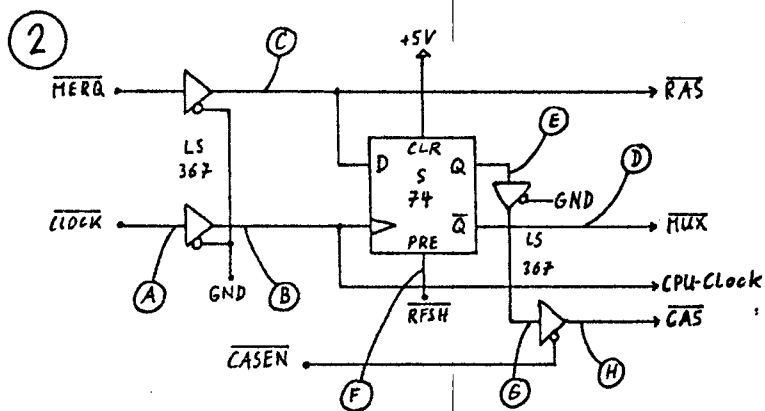 2
C
+5V
MERQ
RAS
CLR
E
D
Q
D
LS
367
S
74
GND
CLOCK
Q
MUX
PRE
LS
367
A
GND
B
RFSH
CPU-Clock
CAS
CASEN
F
G
H